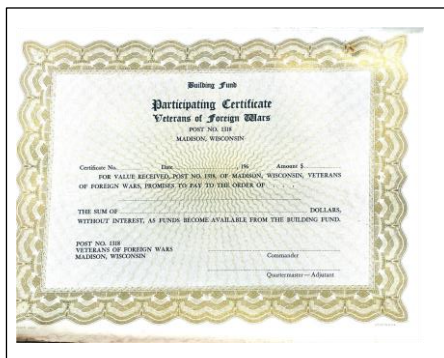 Building Fund
Participating Certificate
Veterans of Foreign Wars
POST NO. 1318
MADISON, WISCONSIN
Certificate No. Date 196 Amount $
FOR VALUE RECEIVED, POST NO. 1318, OF MADISON, WISCONSIN, VETERANS
OF FOREIGN WARS, PROMISES TO PAY TO THE ORDER OF
THE SUM OF DOLLARS,
WITHOUT INTEREST, AS FUNDS BECOME AVAILABLE FROM THE BUILDING FUND.
POST NO. 1318
VETERANS OF FOREIGN WARS
MADISON, WISCONSIN
Commander
Quartermaster—Adjutant